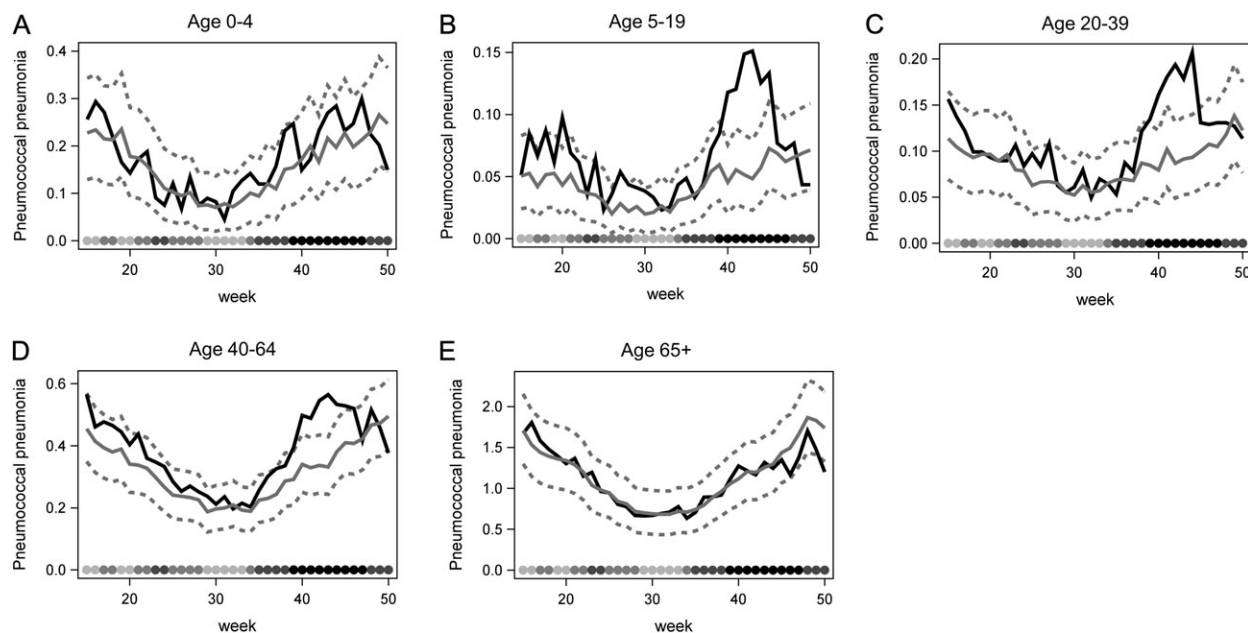 A
Age 0-4
Pneumococcal pneumonia
0.4
0.3
0.2
0.1
0.0
20 30 40 50
week
B
Age 5-19
Pneumococcal pneumonia
0.15
0.10
0.05
0.00
20 30 40 50
week
C
Age 20-39
Pneumococcal pneumonia
0.20
0.15
0.10
0.05
0.00
20 30 40 50
week
D
Age 40-64
Pneumococcal pneumonia
0.6
0.4
0.2
0.0
20 30 40 50
week
E
Age 65+
Pneumococcal pneumonia
2.0
1.5
1.0
0.5
0.0
20 30 40 50
week